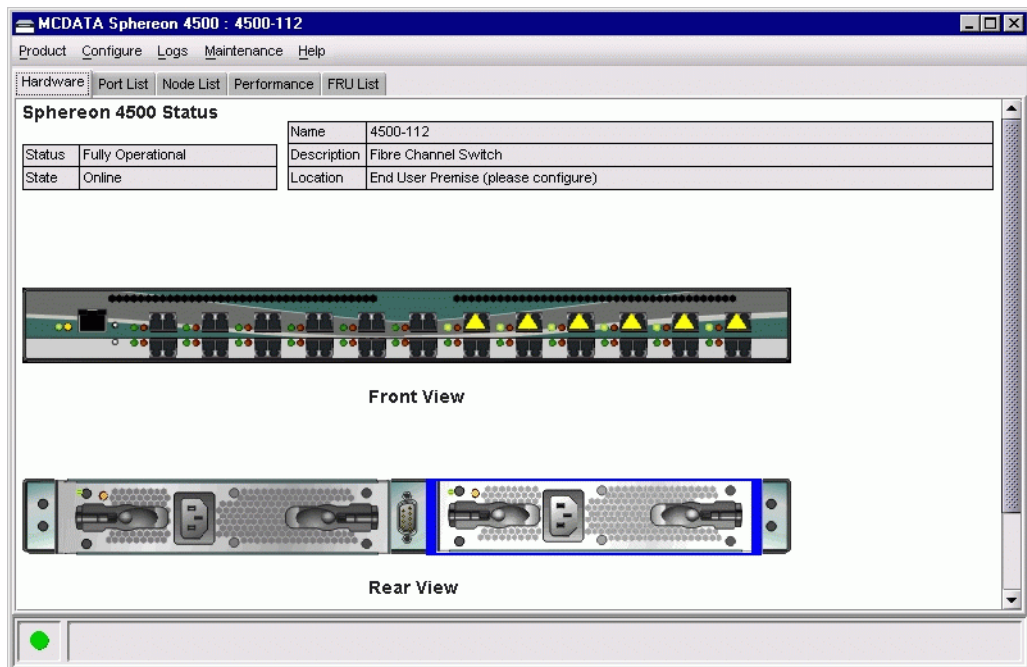 MCDATA Sphereon 4500 : 4500-112
Product Configure Logs Maintenance Help
Hardware Port List Node List Performance FRU List
Sphereon 4500 Status
Name 4500-112
Status Fully Operational Description Fibre Channel Switch
State Online Location End User Premise (please configure)
Front View
Rear View